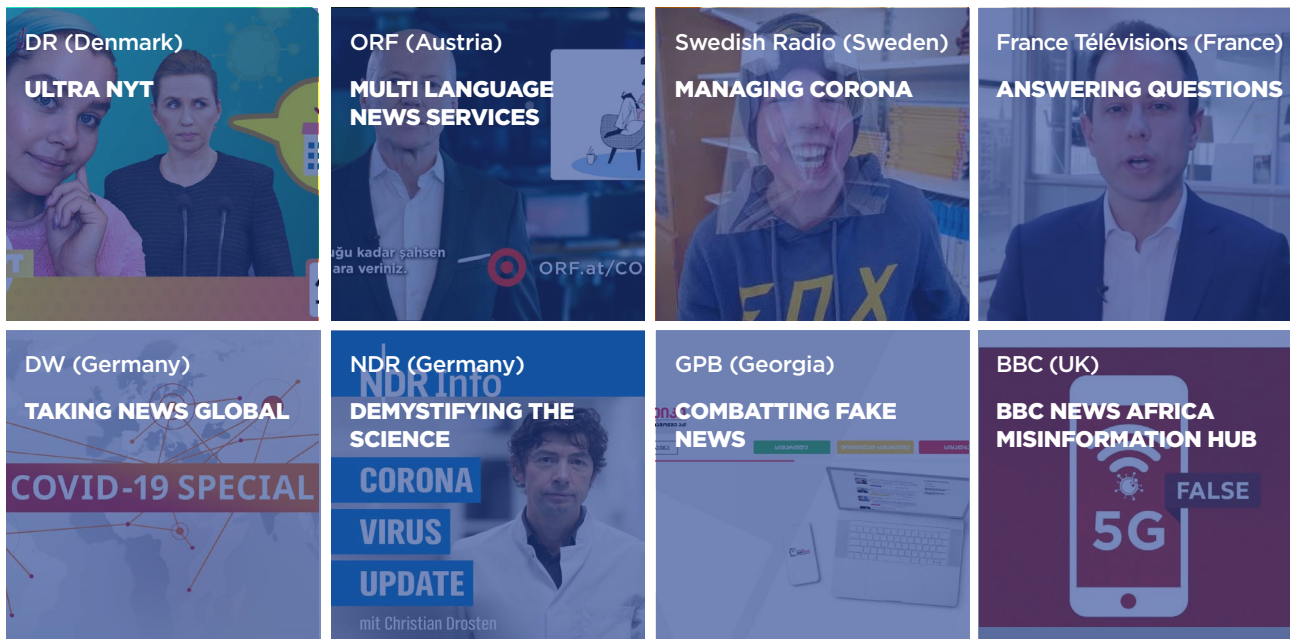 DR (Denmark)
ULTRA NYT
ORF (Austria)
MULTI LANGUAGE
NEWS SERVICES
kadar şahsen
ara veriniz.
ORF.at/CO
Swedish Radio (Sweden)
MANAGING CORONA
FOX
France Télévisions (France)
ANSWERING QUESTIONS
DW (Germany)
TAKING NEWS GLOBAL
COVID-19 SPECIAL
NDR (Germany)
NDR Info
DEMYSTIFYING THE
SCIENCE
CORONA
VIRUS
UPDATE
mit Christian Drosten
GPB (Georgia)
COMBATTING FAKE
NEWS
BBC (UK)
BBC NEWS AFRICA
MISINFORMATION HUB
FALSE
5G